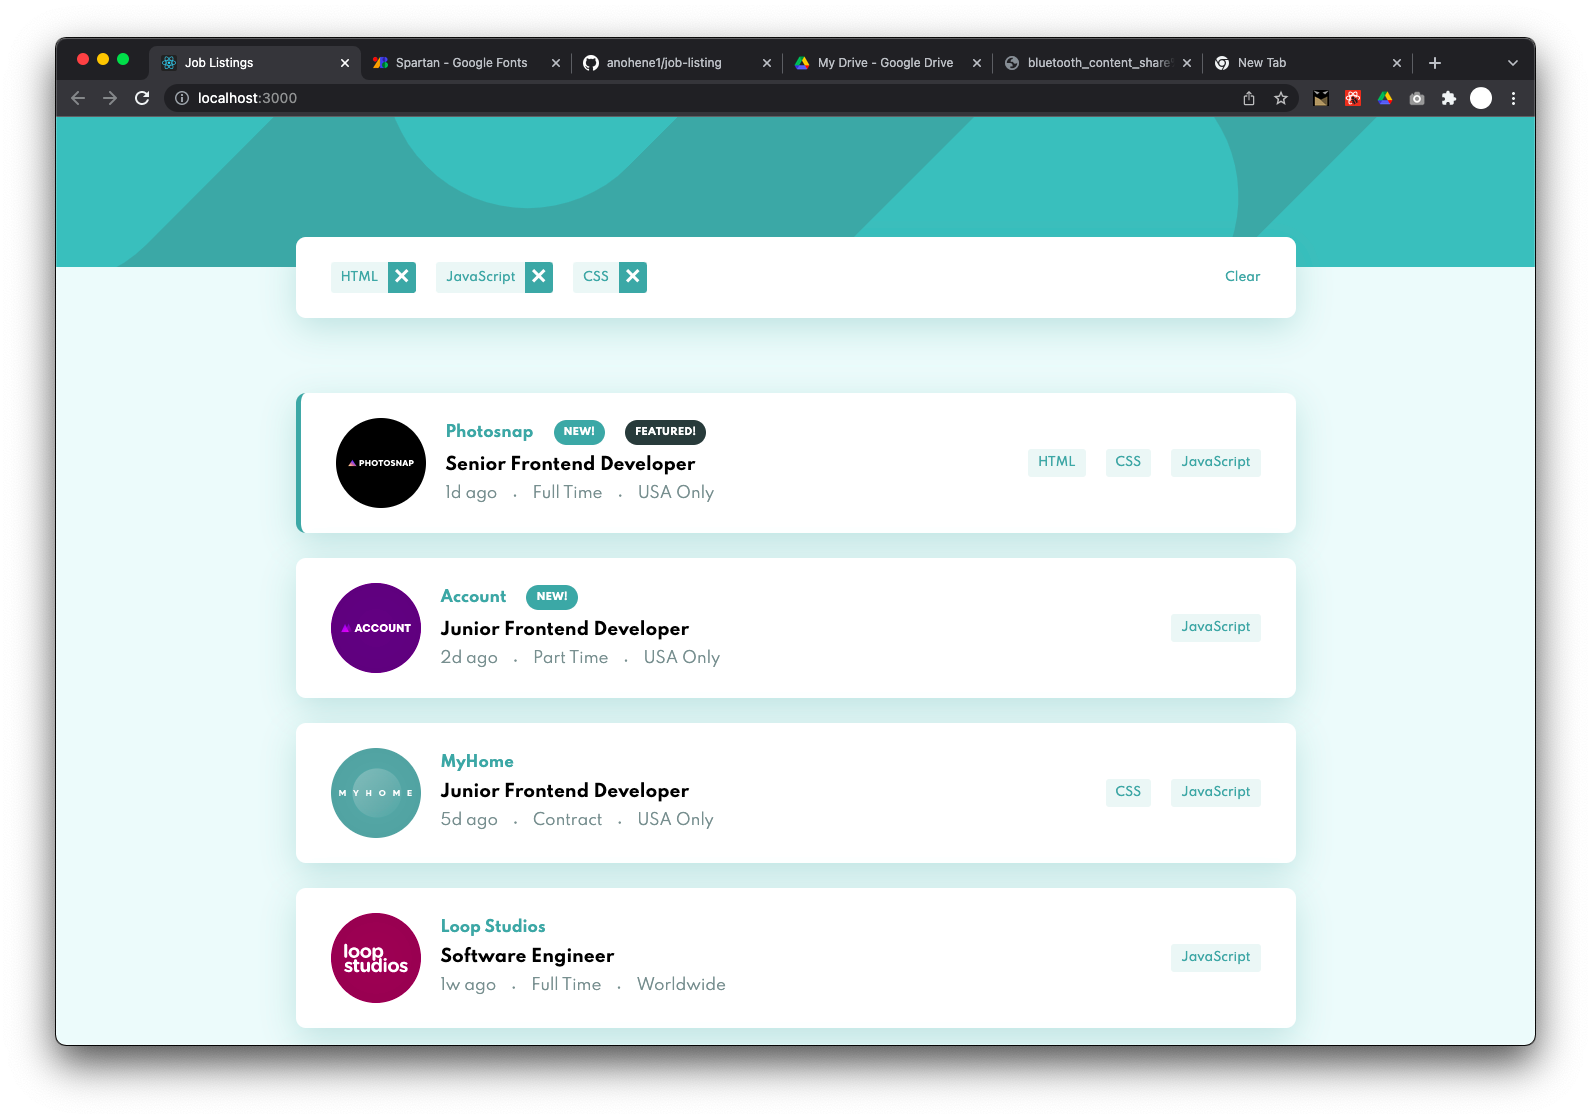 Job Listings
Spartan - Google Fonts
anohene1/job-listing
My Drive - Google Drive
bluetooth_content_share
New Tab
localhost:3000
HTML
JavaScript
CSS
Clear
PHOTOSNAP
Photosnap NEW! FEATURED!
Senior Frontend Developer
1d ago . Full Time . USA Only
HTML CSS JavaScript
ACCOUNT
Account NEW!
Junior Frontend Developer
2d ago . Part Time . USA Only
JavaScript
MYHOME
MyHome
Junior Frontend Developer
5d ago . Contract . USA Only
CSS JavaScript
loop
studios
Loop Studios
Software Engineer
1w ago . Full Time . Worldwide
JavaScript